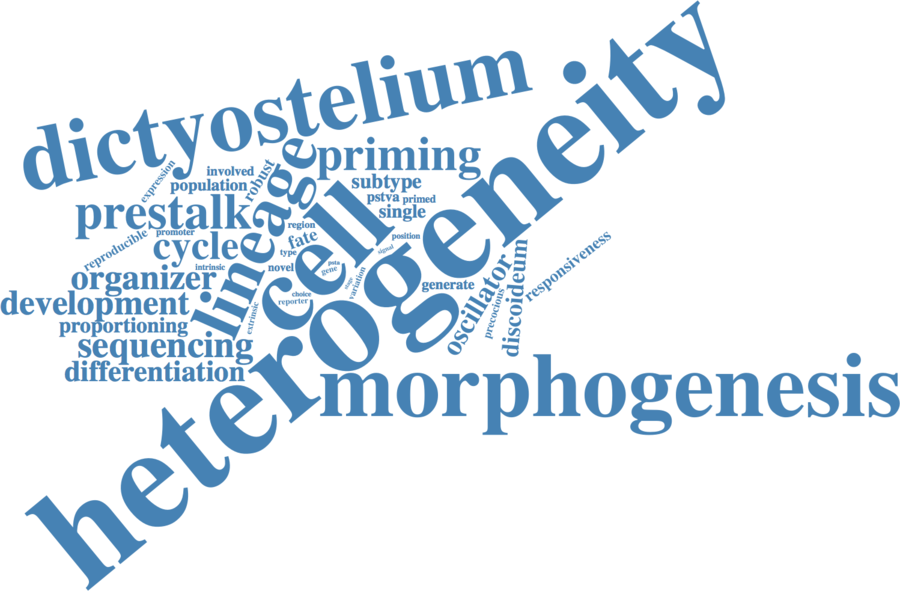 dictyostelium
heterogeneity
morphogenesis
cell
lineage
priming
prestalk
cycle
organizer
development
proportioning
sequencing
differentiation
involved
population
robust
expression
subtype
pstva
primed
single
region
fate
type
promoter
reproducible
intrinsic
novel
position
signal
psta
gene
stage
variation
choice
reporter
extrinsic
generate
oscillator
precocious
discoideum
responsiveness